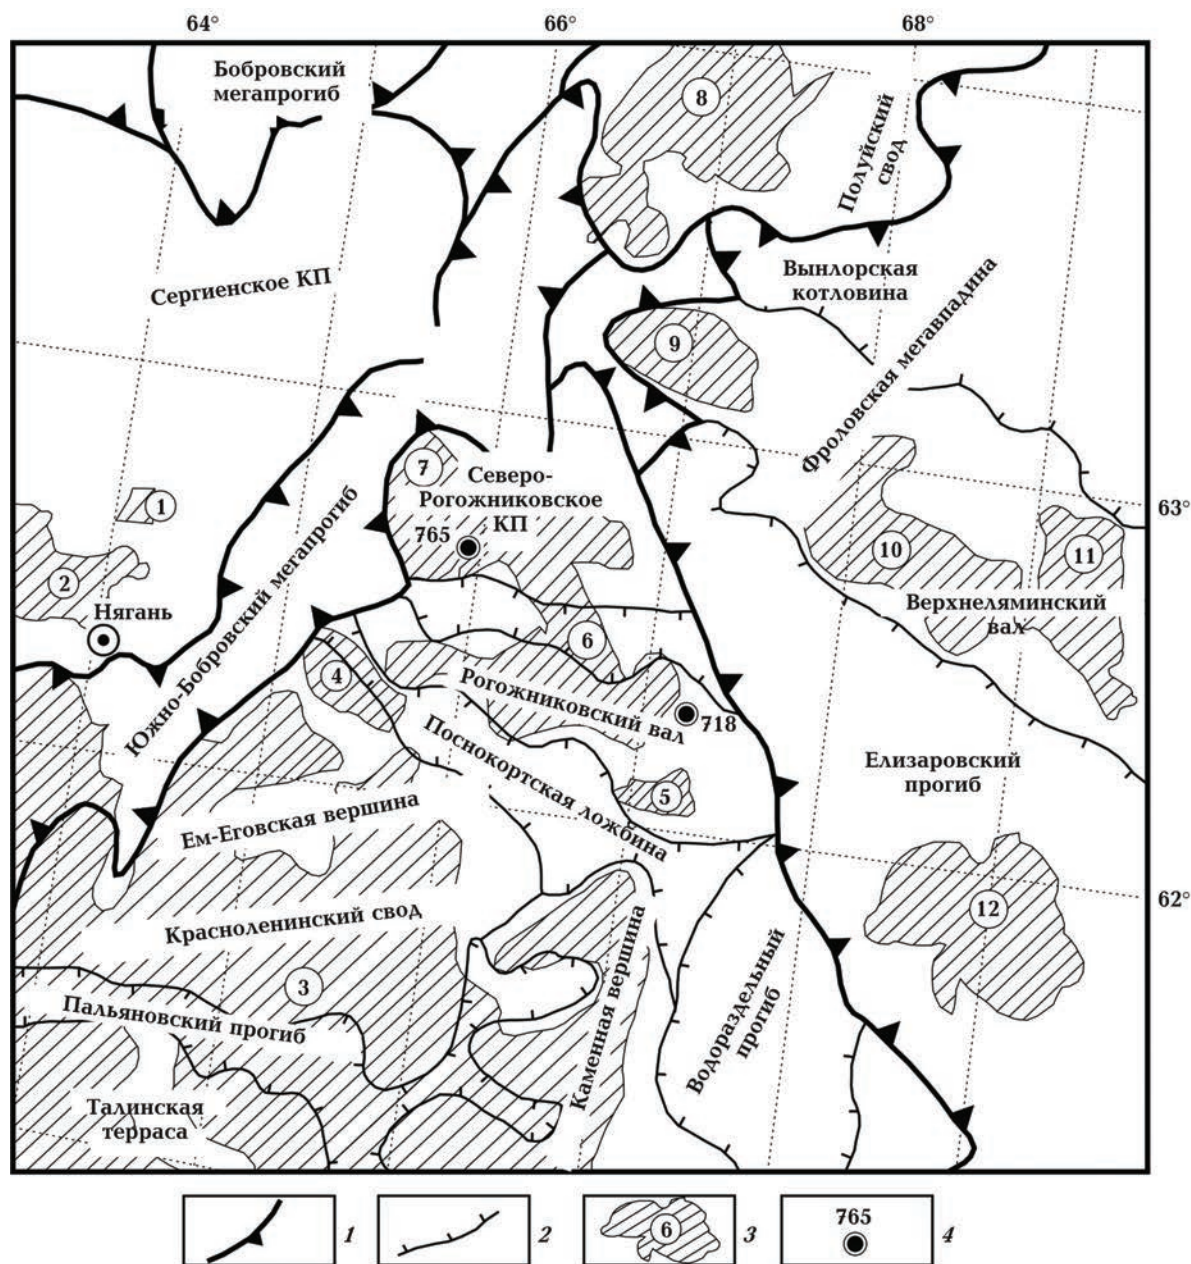 64°
66°
68°
Бобровский
мегапрогиб
8
Полуйский
свод
Сергиенское КП
Вынлорская
котловина
9
Фроловская мегавпадина
7
Северо-
Рогожниковское
КП
765
1
63°
2
10
11
Нягань
Южно-Бобровский мегапрогиб
Верхнеляминский
вал
6
4
Рогожниковский вал
718
Поснокортская ложбина
Елизаровский
прогиб
5
Ем-Еговская вершина
62°
12
Красноленинский свод
Каменная вершина
Водораздельный
прогиб
3
Пальяновский прогиб
Талинская
терраса
1
2
6
3
765
4